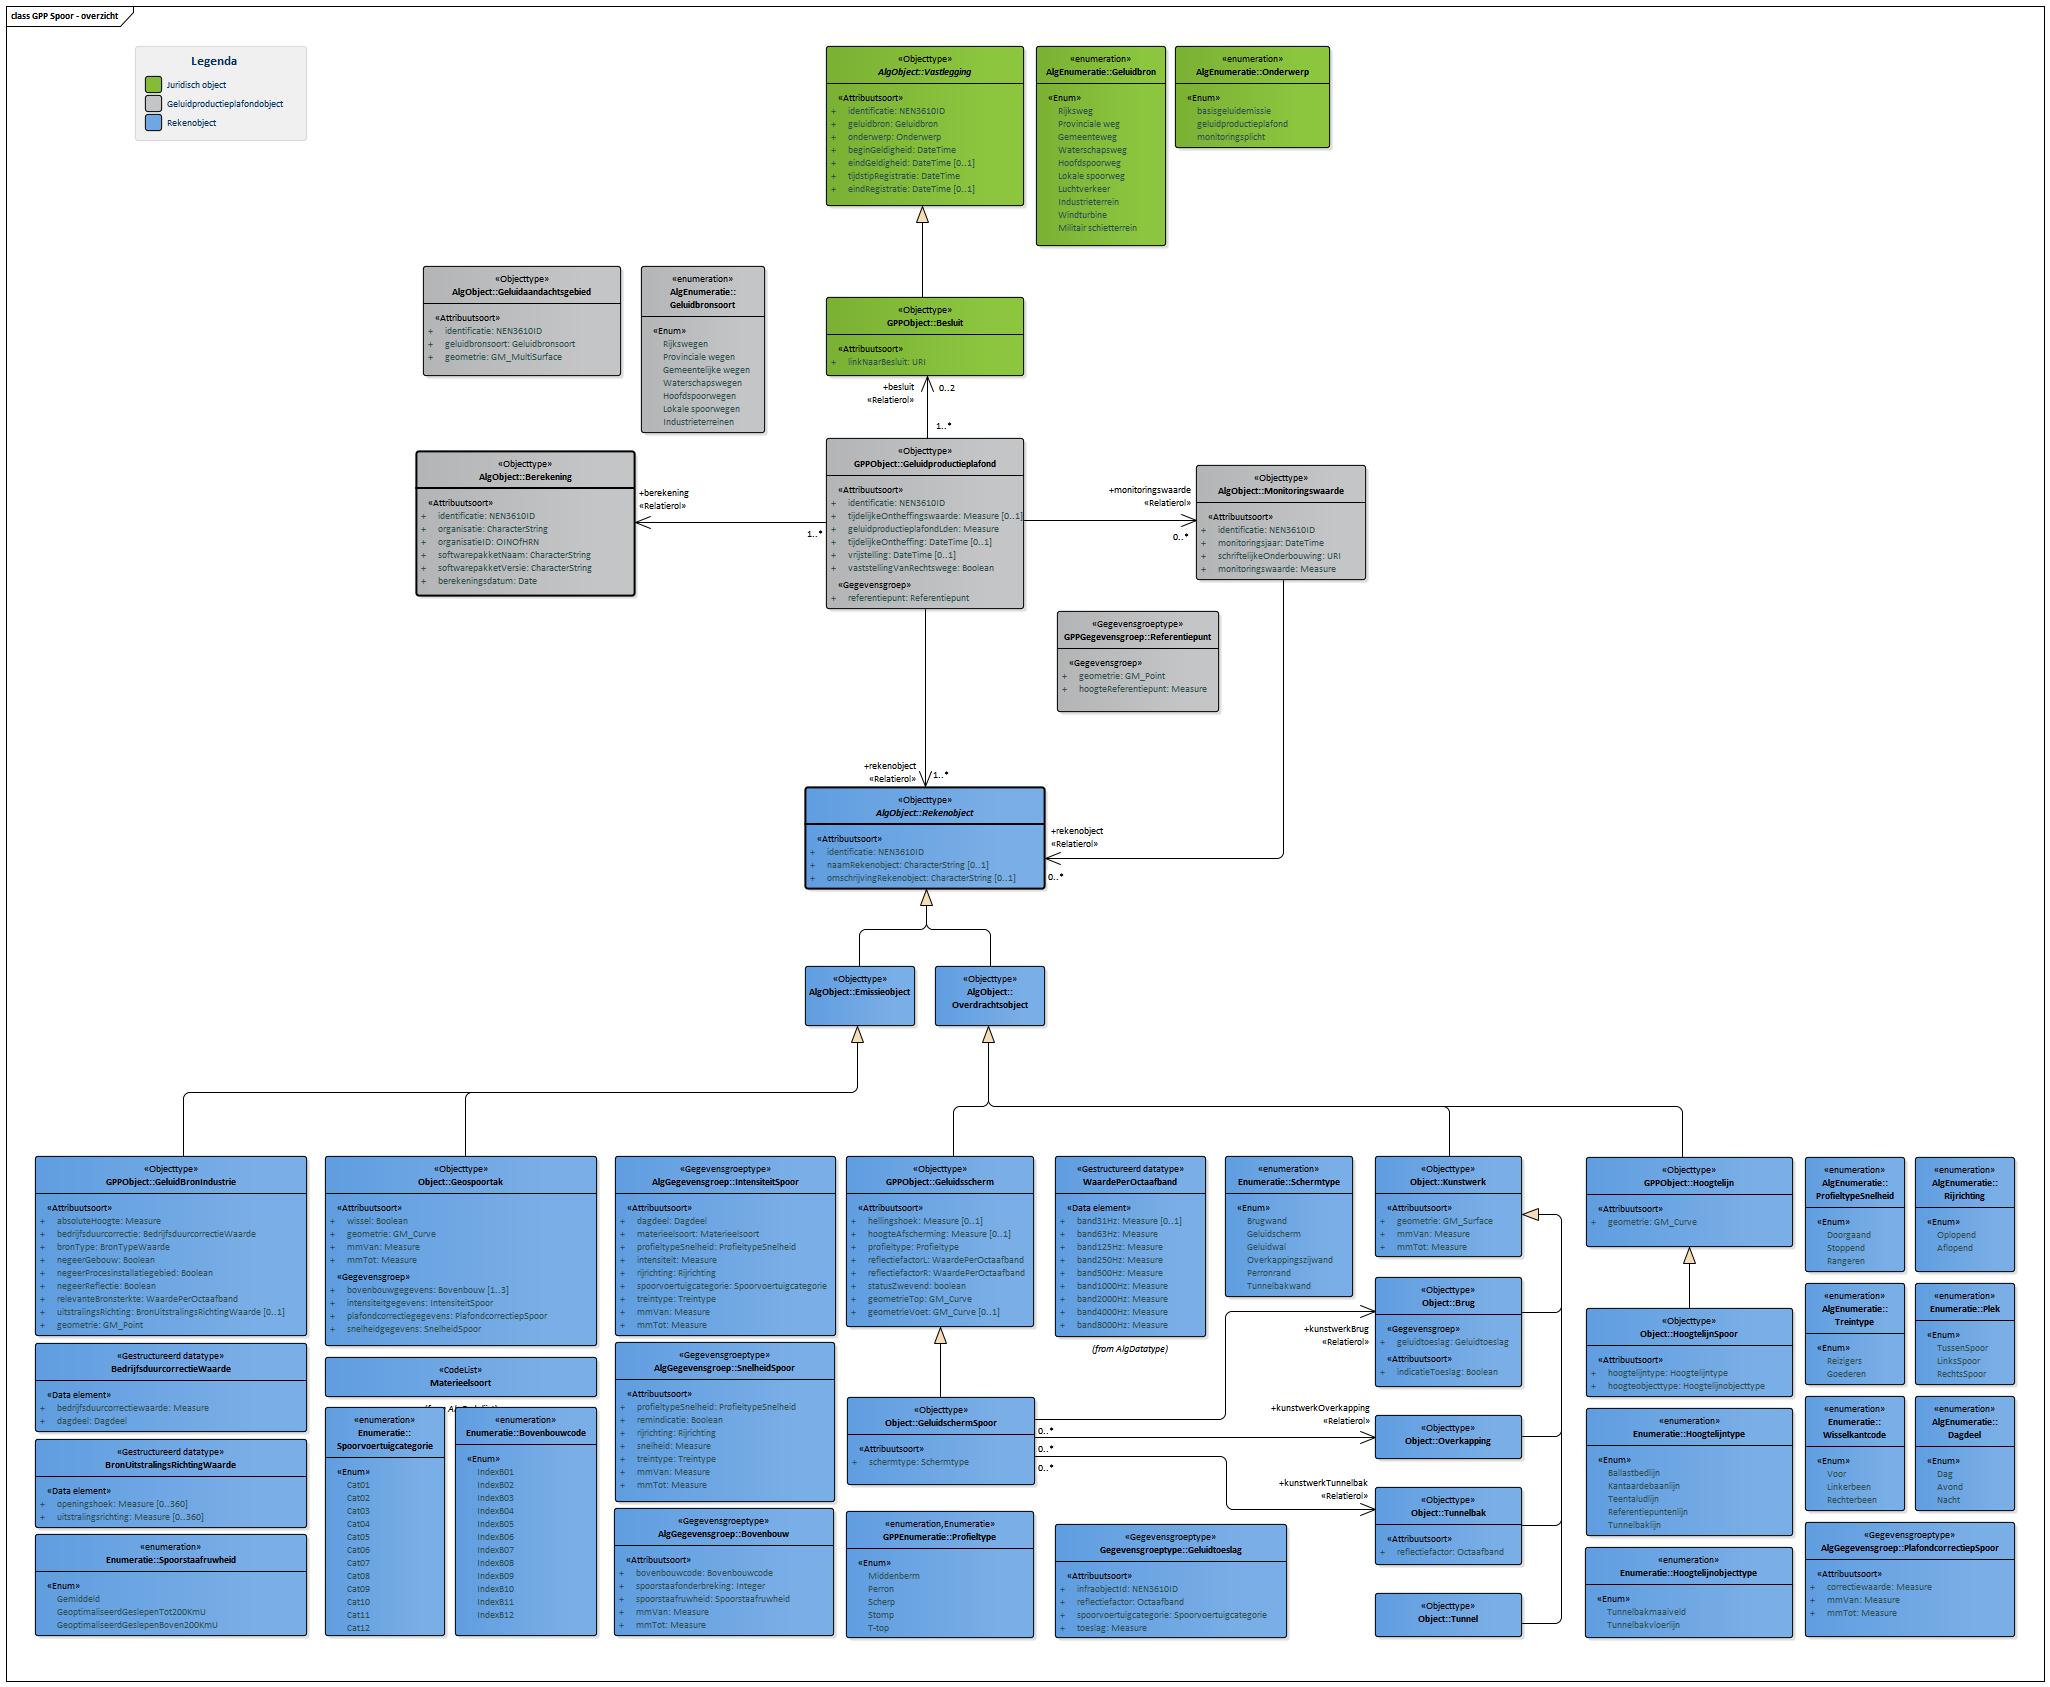 class GPP Spoor - overzicht
Legenda
Juridisch object
Geluidproductieplafondobject
Rekenobject
«Objecttype»
AlgObject::Vastlegging
«Attribuutsoort»
+ identificatie: NEN3610ID
+ geluidbron: Geluidbron
+ onderwerp: Onderwerp
+ beginGeldigheid: DateTime
+ eindGeldigheid: DateTime [0..1]
+ tijdstipRegistratie: DateTime
+ eindRegistratie: DateTime [0..1]
«enumeration»
AlgEnumeratie::Geluidbron
«Enum»
Rijksweg
Provinciale weg
Gemeenteweg
Waterschapsweg
Hoofdspoorweg
Lokale spoorweg
Luchtverkeer
Industrieterrein
Windturbine
Militair schietterrein
«enumeration»
AlgEnumeratie::Onderwerp
«Enum»
basisgeluidemissie
geluidproductieplafond
monitoringsplicht
«Objecttype»
AlgObject::Geluidaandachtsgebied
«Attribuutsoort»
+ identificatie: NEN3610ID
+ geluidbronsoort: Geluidbronsoort
+ geometrie: GM_MultiSurface
«enumeration»
AlgEnumeratie::
Geluidbronsoort
«Enum»
Rijkswegen
Provinciale wegen
Gemeentelijke wegen
Waterschapswegen
Hoofdspoorwegen
Lokale spoorwegen
Industrieterreinen
«Objecttype»
GPPObject::Besluit
«Attribuutsoort»
+ linkNaarBesluit: URI
+besluit
«Relatierol»
0..2
1..*
«Objecttype»
AlgObject::Berekening
«Attribuutsoort»
+ identificatie: NEN3610ID
+ organisatie: CharacterString
+ organisatieID: OINOfHRN
+ softwarepakketNaam: CharacterString
+ softwarepakketVersie: CharacterString
+ berekeningsdatum: Date
+berekening
«Relatierol»
1..*
«Objecttype»
GPPObject::Geluidproductieplafond
«Attribuutsoort»
+ identificatie: NEN3610ID
+ tijdelijkeOntheffingswaarde: Measure [0..1]
+ geluidproductieplafondLden: Measure
+ tijdelijkeOntheffing: DateTime [0..1]
+ vrijstelling: DateTime [0..1]
+ vaststellingVanRechtswege: Boolean
«Gegevensgroep»
+ referentiepunt: Referentiepunt
+monitoringswaarde
«Relatierol»
0..*
«Objecttype»
AlgObject::Monitoringswaarde
«Attribuutsoort»
+ identificatie: NEN3610ID
+ monitoringsjaar: DateTime
+ schriftelijkeOnderbouwing: URI
+ monitoringswaarde: Measure
«Gegevensgroeptype»
GPPGegevensgroep::Referentiepunt
«Gegevensgroep»
+ geometrie: GM_Point
+ hoogteReferentiepunt: Measure
+rekenobject
«Relatierol»
1..*
«Objecttype»
AlgObject::Rekenobject
«Attribuutsoort»
+ identificatie: NEN3610ID
+ naamRekenobject: CharacterString [0..1]
+ omschrijvingRekenobject: CharacterString [0..1]
+rekenobject
«Relatierol»
0..*
«Objecttype»
AlgObject::Emissieobject
«Objecttype»
AlgObject::
Overdrachtsobject
«Objecttype»
GPPObject::GeluidBronIndustrie
«Attribuutsoort»
+ absoluteHoogte: Measure
+ bedrijfsduurcorrectie: BedrijfsduurcorrectieWaarde
+ bronType: BronTypeWaarde
+ negeerGebouw: Boolean
+ negeerProcesinstallatiegebied: Boolean
+ negeerReflectie: Boolean
+ relevanteBronsterkte: WaardePerOctaafband
+ uitstralingsRichting: BronUitstralingsRichtingWaarde [0..1]
+ geometrie: GM_Point
«Gestructureerd datatype»
BedrijfsduurcorrectieWaarde
«Data element»
+ bedrijfsduurcorrectiewaarde: Measure
+ dagdeel: Dagdeel
«Gestructureerd datatype»
BronUitstralingsRichtingWaarde
«Data element»
+ openingshoek: Measure [0..360]
+ uitstralingsrichting: Measure [0..360]
«enumeration»
Enumeratie::Spoorstaafruwheid
«Enum»
Gemiddeld
GeoptimaliseerdGeslepenTot200KmU
GeoptimaliseerdGeslepenBoven200KmU
«Objecttype»
Object::Geospoortak
«Attribuutsoort»
+ wissel: Boolean
+ geometrie: GM_Curve
+ mmVan: Measure
+ mmTot: Measure
«Gegevensgroep»
+ bovenbouwgegevens: Bovenbouw [1..3]
+ intensiteitgegevens: IntensiteitSpoor
+ plafondcorrectiegegevens: PlafondcorrectiepSpoor
+ snelheidgegevens: SnelheidSpoor
«CodeList»
Materieelsoort
«enumeration»
Enumeratie::
Spoorvoertuigcategorie
«Enum»
Cat01
Cat02
Cat03
Cat04
Cat05
Cat06
Cat07
Cat08
Cat09
Cat10
Cat11
Cat12
«enumeration»
Enumeratie::Bovenbouwcode
«Enum»
IndexB01
IndexB02
IndexB03
IndexB04
IndexB05
IndexB06
IndexB07
IndexB08
IndexB09
IndexB10
IndexB11
IndexB12
«Gegevensgroeptype»
AlgGegevensgroep::IntensiteitSpoor
«Attribuutsoort»
+ dagdeel: Dagdeel
+ materieelsoort: Materieelsoort
+ profieltypeSnelheid: ProfieltypeSnelheid
+ intensiteit: Measure
+ rijrichting: Rijrichting
+ spoorvoertuigcategorie: Spoorvoertuigcategorie
+ treintype: Treintype
+ mmVan: Measure
+ mmTot: Measure
«Gegevensgroeptype»
AlgGegevensgroep::SnelheidSpoor
«Attribuutsoort»
+ profieltypeSnelheid: ProfieltypeSnelheid
+ remindicatie: Boolean
+ rijrichting: Rijrichting
+ snelheid: Measure
+ treintype: Treintype
+ mmVan: Measure
+ mmTot: Measure
«Gegevensgroeptype»
AlgGegevensgroep::Bovenbouw
«Attribuutsoort»
+ bovenbouwcode: Bovenbouwcode
+ spoorstaafonderbreking: Integer
+ spoorstaafruwheid: Spoorstaafruwheid
+ mmVan: Measure
+ mmTot: Measure
«Objecttype»
GPPObject::Geluidsscherm
«Attribuutsoort»
+ hellingshoek: Measure [0..1]
+ hoogteAfscherming: Measure [0..1]
+ profieltype: Profieltype
+ reflectiefactorL: WaardePerOctaafband
+ reflectiefactorR: WaardePerOctaafband
+ statusZwevend: boolean
+ geometrieTop: GM_Curve
+ geometrieVoet: GM_Curve [0..1]
«Objecttype»
Object::GeluidschermSpoor
«Attribuutsoort»
+ schermtype: Schermtype
0..*
0..*
0..*
«enumeration,Enumeratie»
GPPEnumeratie::Profieltype
«Enum»
Middenberm
Perron
Scherp
Stomp
T-top
«Gestructureerd datatype»
WaardePerOctaafband
«Data element»
+ band31Hz: Measure [0..1]
+ band63Hz: Measure
+ band125Hz: Measure
+ band250Hz: Measure
+ band500Hz: Measure
+ band1000Hz: Measure
+ band2000Hz: Measure
+ band4000Hz: Measure
+ band8000Hz: Measure
(from AlgDatatype)
«Gegevensgroeptype»
Gegevensgroeptype::Geluidtoeslag
«Attribuutsoort»
+ infraobjectId: NEN3610ID
+ reflectiefactor: Octaafband
+ spoorvoertuigcategorie: Spoorvoertuigcategorie
+ toeslag: Measure
«enumeration»
Enumeratie::Schermtype
«Enum»
Brugwand
Geluidscherm
Geluidwal
Overkappingszijwand
Perronrand
Tunnelbakwand
+kunstwerkBrug
«Relatierol»
+kunstwerkOverkapping
«Relatierol»
+kunstwerkTunnelbak
«Relatierol»
«Objecttype»
Object::Kunstwerk
«Attribuutsoort»
+ geometrie: GM_Surface
+ mmVan: Measure
+ mmTot: Measure
«Objecttype»
Object::Brug
«Gegevensgroep»
+ geluidtoeslag: Geluidtoeslag
«Attribuutsoort»
+ indicatieToeslag: Boolean
«Objecttype»
Object::Overkapping
«Objecttype»
Object::Tunnelbak
«Attribuutsoort»
+ reflectiefactor: Octaafband
«Objecttype»
Object::Tunnel
«Objecttype»
GPPObject::Hoogtelijn
«Attribuutsoort»
+ geometrie: GM_Curve
«Objecttype»
Object::HoogtelijnSpoor
«Attribuutsoort»
+ hoogtelijntype: Hoogtelijntype
+ hoogteobjecttype: Hoogtelijnobjecttype
«enumeration»
Enumeratie::Hoogtelijntype
«Enum»
Ballastbedlijn
Kantaardebaanlijn
Teentaludlijn
Referentiepuntenlijn
Tunnelbaklijn
«enumeration»
Enumeratie::Hoogtelijnobjecttype
«Enum»
Tunnelbakmaaiveld
Tunnelbakvloerlijn
«enumeration»
AlgEnumeratie::
ProfieltypeSnelheid
«Enum»
Doorgaand
Stoppend
Rangeren
«enumeration»
AlgEnumeratie::
Rijrichting
«Enum»
Oplopend
Aflopend
«enumeration»
AlgEnumeratie::
Treintype
«Enum»
Reizigers
Goederen
«enumeration»
Enumeratie::Plek
«Enum»
TussenSpoor
LinksSpoor
RechtsSpoor
«enumeration»
Enumeratie::
Wisselkantcode
«Enum»
Voor
Linkerbeen
Rechterbeen
«enumeration»
AlgEnumeratie::
Dagdeel
«Enum»
Dag
Avond
Nacht
«Gegevensgroeptype»
AlgGegevensgroep::PlafondcorrectiepSpoor
«Attribuutsoort»
+ correctiewaarde: Measure
+ mmVan: Measure
+ mmTot: Measure